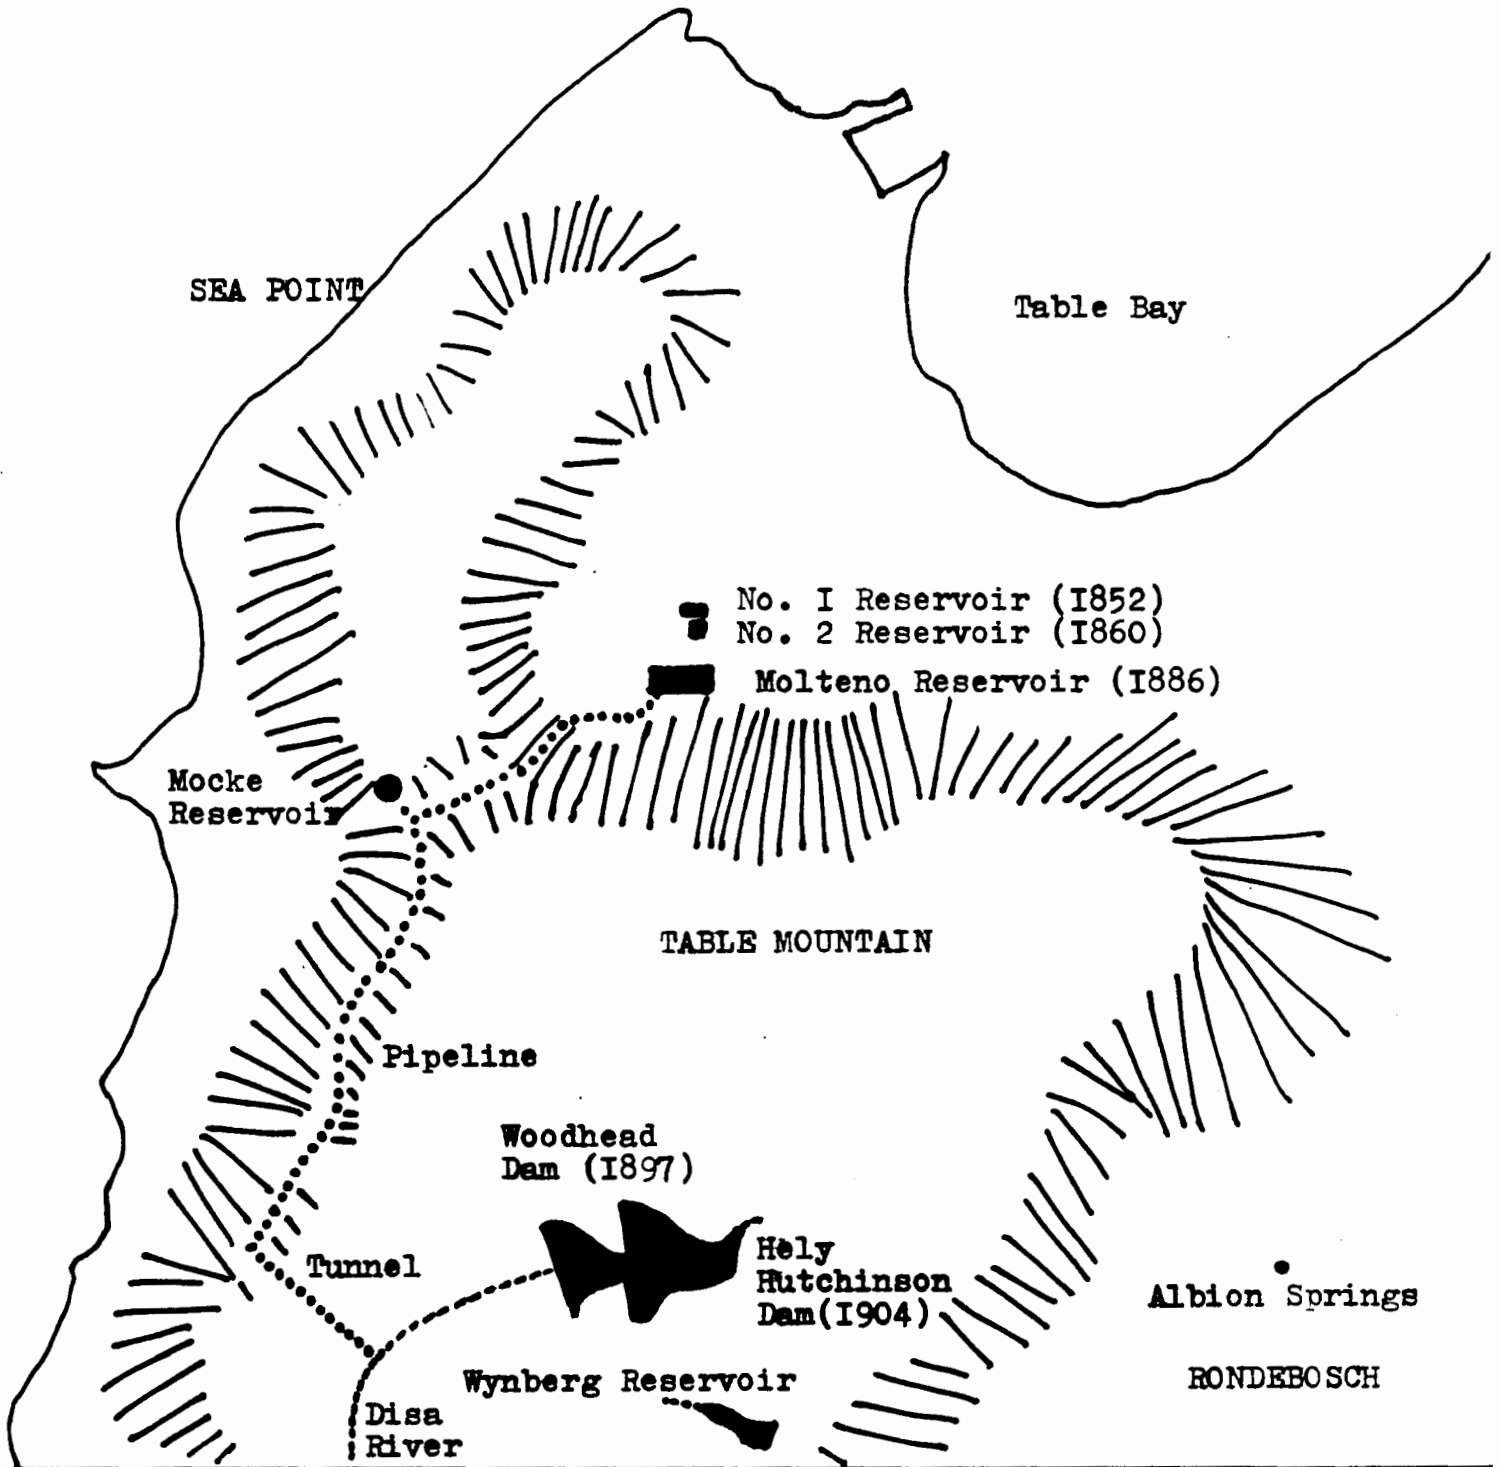 SEA POINT
Table Bay
No. I Reservoir (I852)
No. 2 Reservoir (I860)
Molteno Reservoir (I886)
Mocke
Reservoir
TABLE MOUNTAIN
Pipeline
Woodhead
Dam (I897)
Tunnel
Hely
Hutchinson
Dam(I904)
Albion Springs
Wynberg Reservoir
RONDEBOSCH
Disa
River